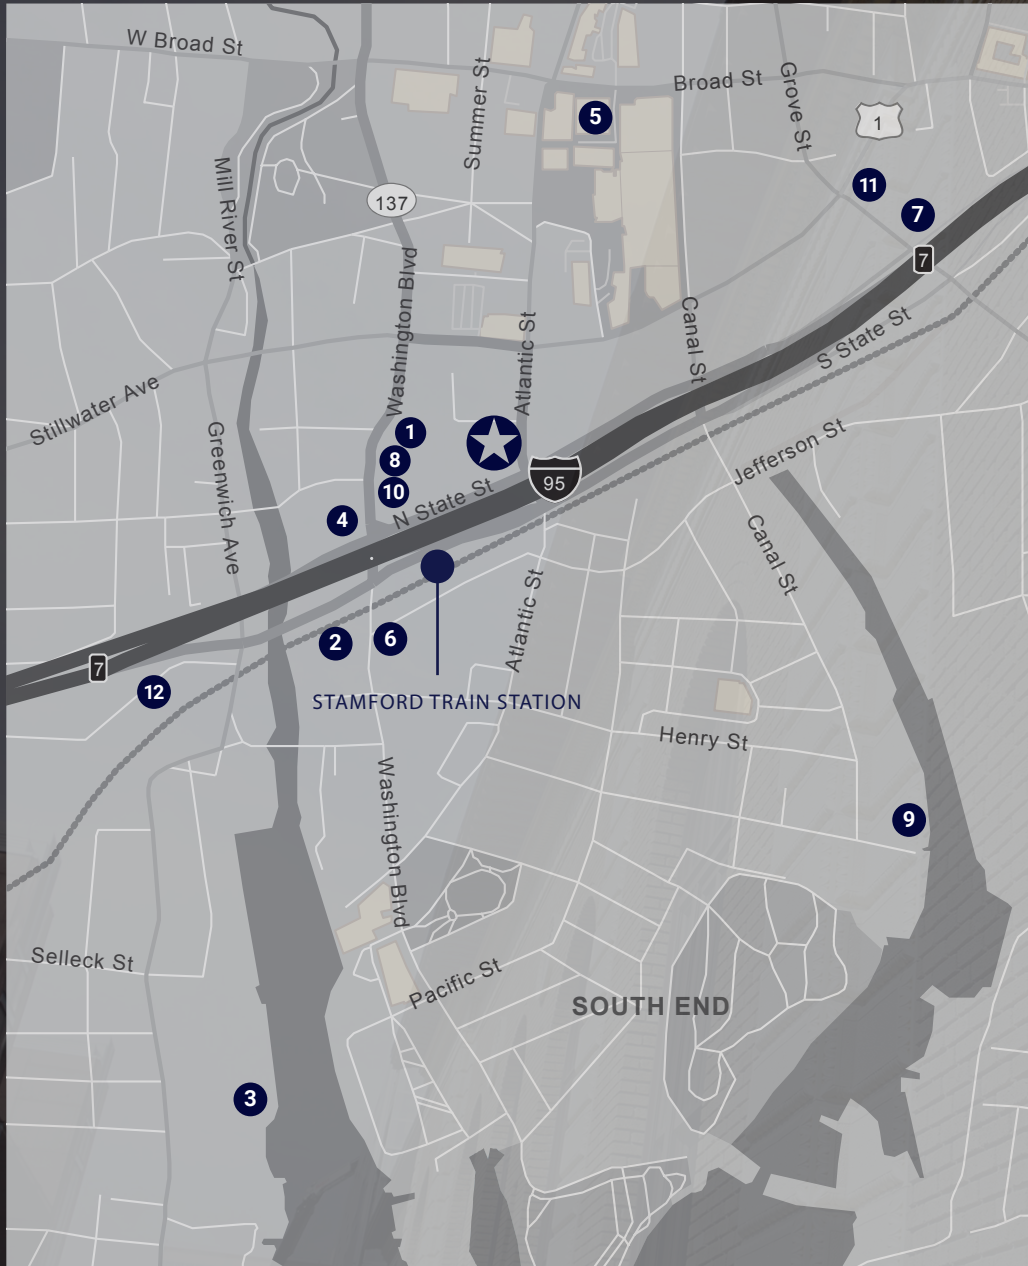 W Broad St
Summer St
Broad St
Grove St
5
1
Mill River St
137
11
7
7
Washington Blvd
Atlantic St
Canal St
S State St
Stillwater Ave
1
8
10
N State St
95
Jefferson St
Greenwich Ave
4
Canal St
Atlantic St
2
6
7
12
STAMFORD TRAIN STATION
Henry St
Washington Blvd
9
Selleck St
Pacific St
SOUTH END
3